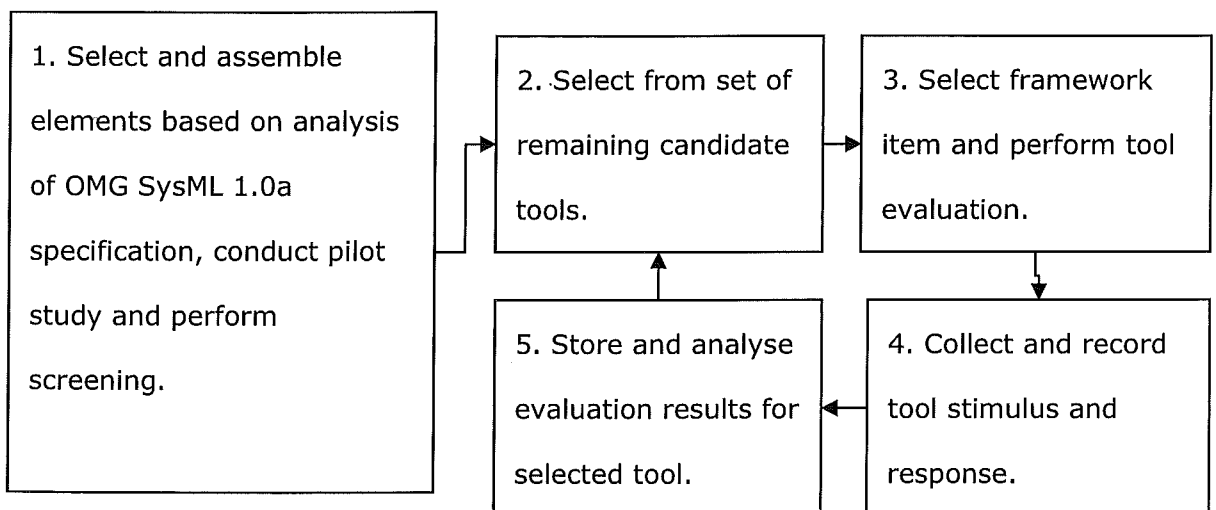 1. Select and assemble
elements based on analysis
of OMG SysML 1.0a
specification, conduct pilot
study and perform
screening.
2. Select from set of
remaining candidate
tools.
3. Select framework
item and perform tool
evaluation.
4. Collect and record
tool stimulus and
response.
5. Store and analyse
evaluation results for
selected tool.